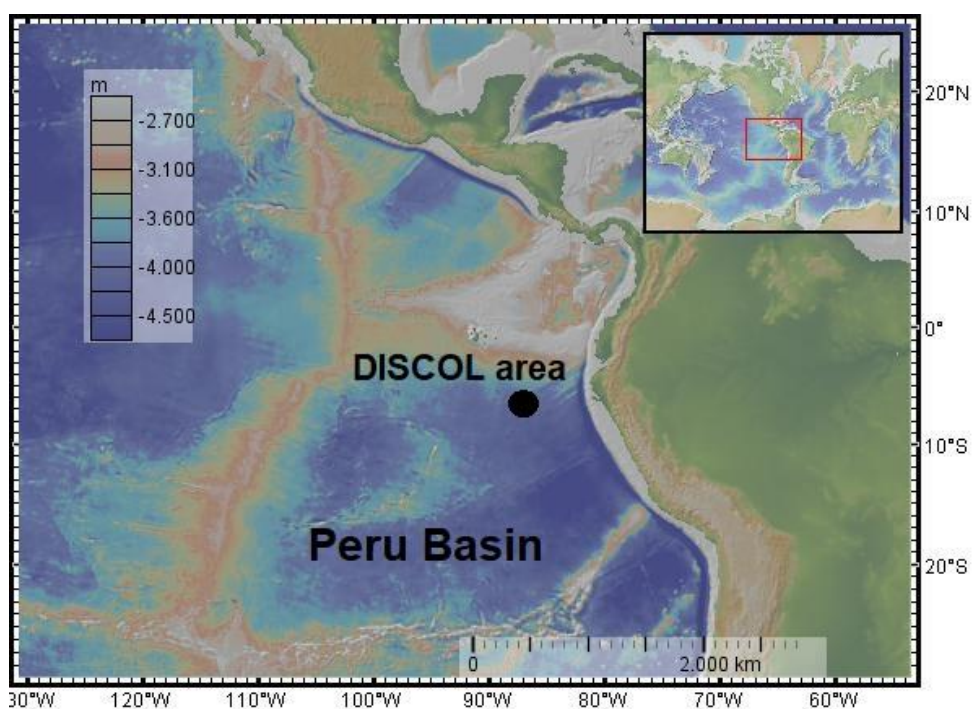 m
-2.700
-3.100
-3.600
-4.000
-4.500
20°N
10°N
0°
10°S
20°S
DISCOL area
Peru Basin
0
2.000 km
30°W
120°W
110°W
100°W
90°W
80°W
70°W
60°W